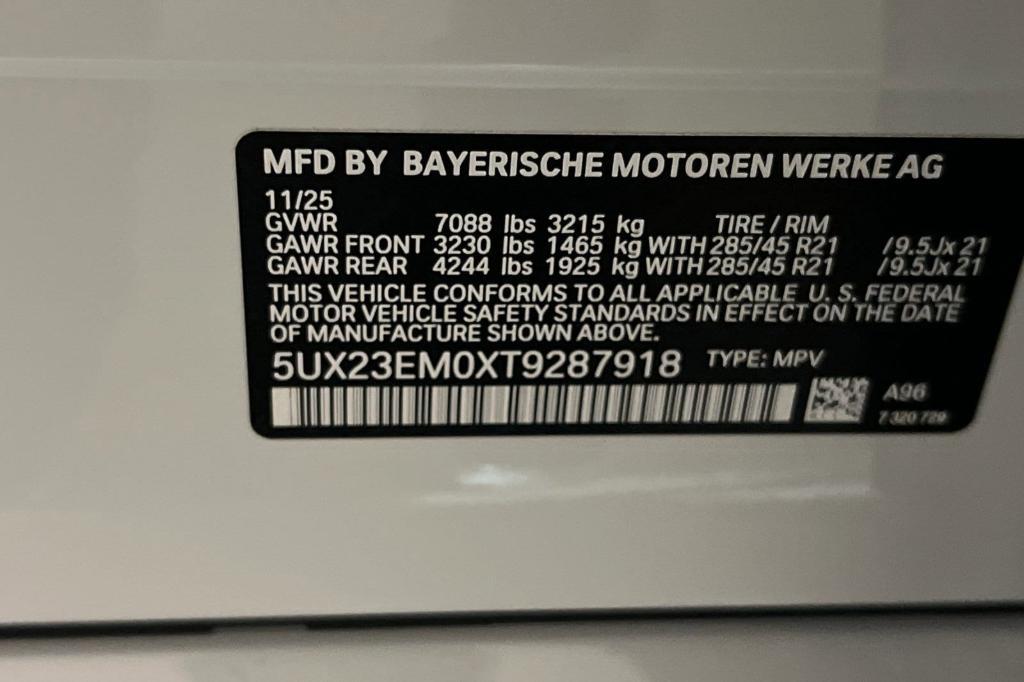 MFD BY BAYERISCHE MOTOREN WERKE AG
11/25
GVWR 7088 lbs 3215 kg TIRE / RIM
GAWR FRONT 3230 lbs 1465 kg WITH 285/45 R21 /9.5Jx 21
GAWR REAR 4244 lbs 1925 kg WITH 285/45 R21 /9.5Jx 21
THIS VEHICLE CONFORMS TO ALL APPLICABLE U. S. FEDERAL
MOTOR VEHICLE SAFETY STANDARDS IN EFFECT ON THE DATE
OF MANUFACTURE SHOWN ABOVE.
5UX23EM0XT9287918 TYPE: MPV
A96
7 320 729